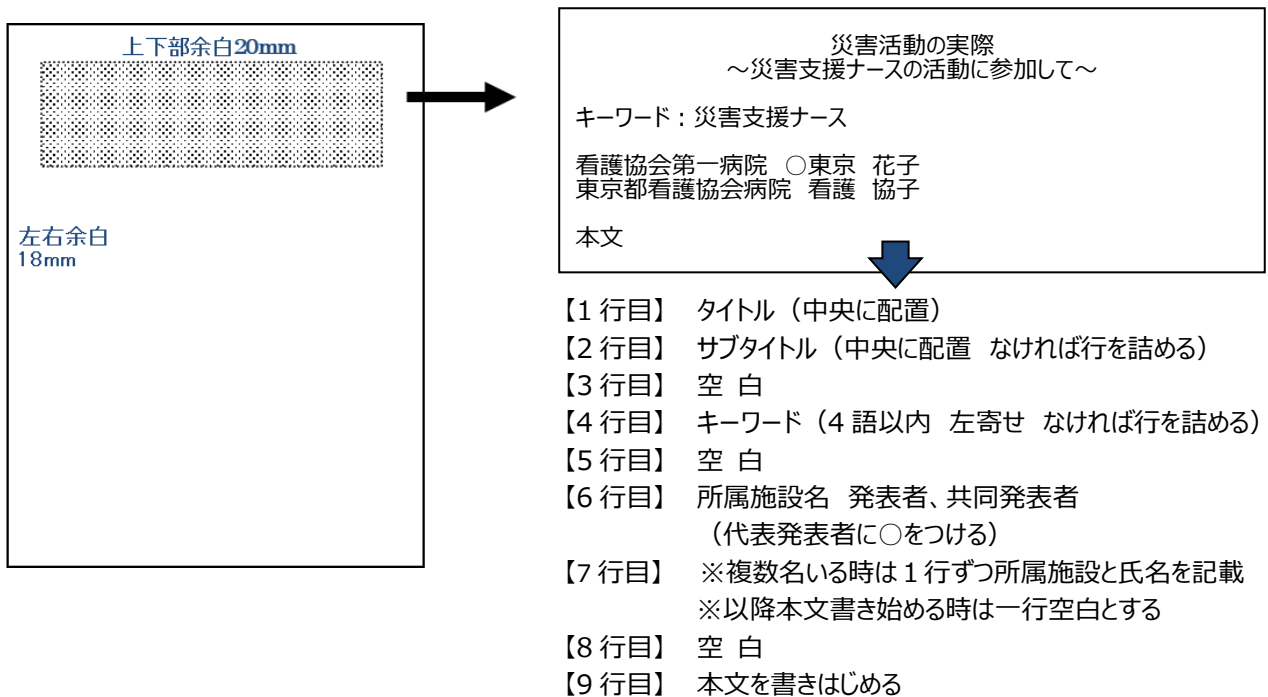 上下部余白20mm
左右余白
18mm
災害活動の実際
～災害支援ナースの活動に参加して～
キーワード：災害支援ナース
看護協会第一病院 ○東京 花子
東京都看護協会病院 看護 協子
本文
【1 行目】 タイトル（中央に配置）
【2 行目】 サブタイトル（中央に配置 なければ行を詰める）
【3 行目】 空 白
【4 行目】 キーワード（4 語以内 左寄せ なければ行を詰める）
【5 行目】 空 白
【6 行目】 所属施設名 発表者、共同発表者
（代表発表者に○をつける）
【7 行目】 ※複数名いる時は 1 行ずつ所属施設と氏名を記載
※以降本文書き始める時は一行空白とする
【8 行目】 空 白
【9 行目】 本文を書きはじめる